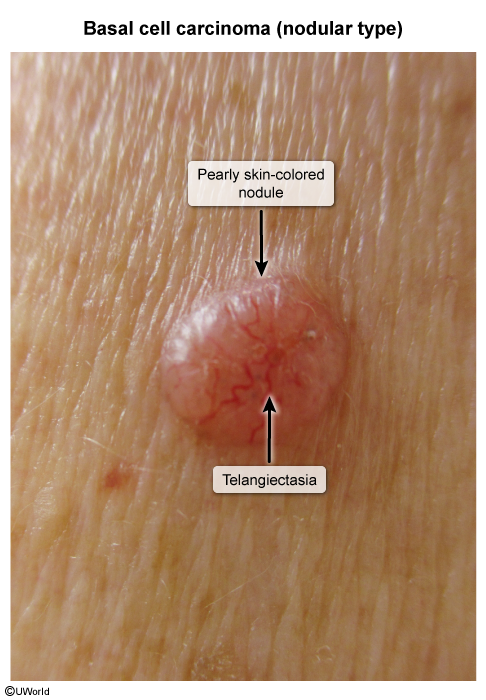 Basal cell carcinoma (nodular type)
Pearly skin-colored
nodule
Telangiectasia
©UWorld